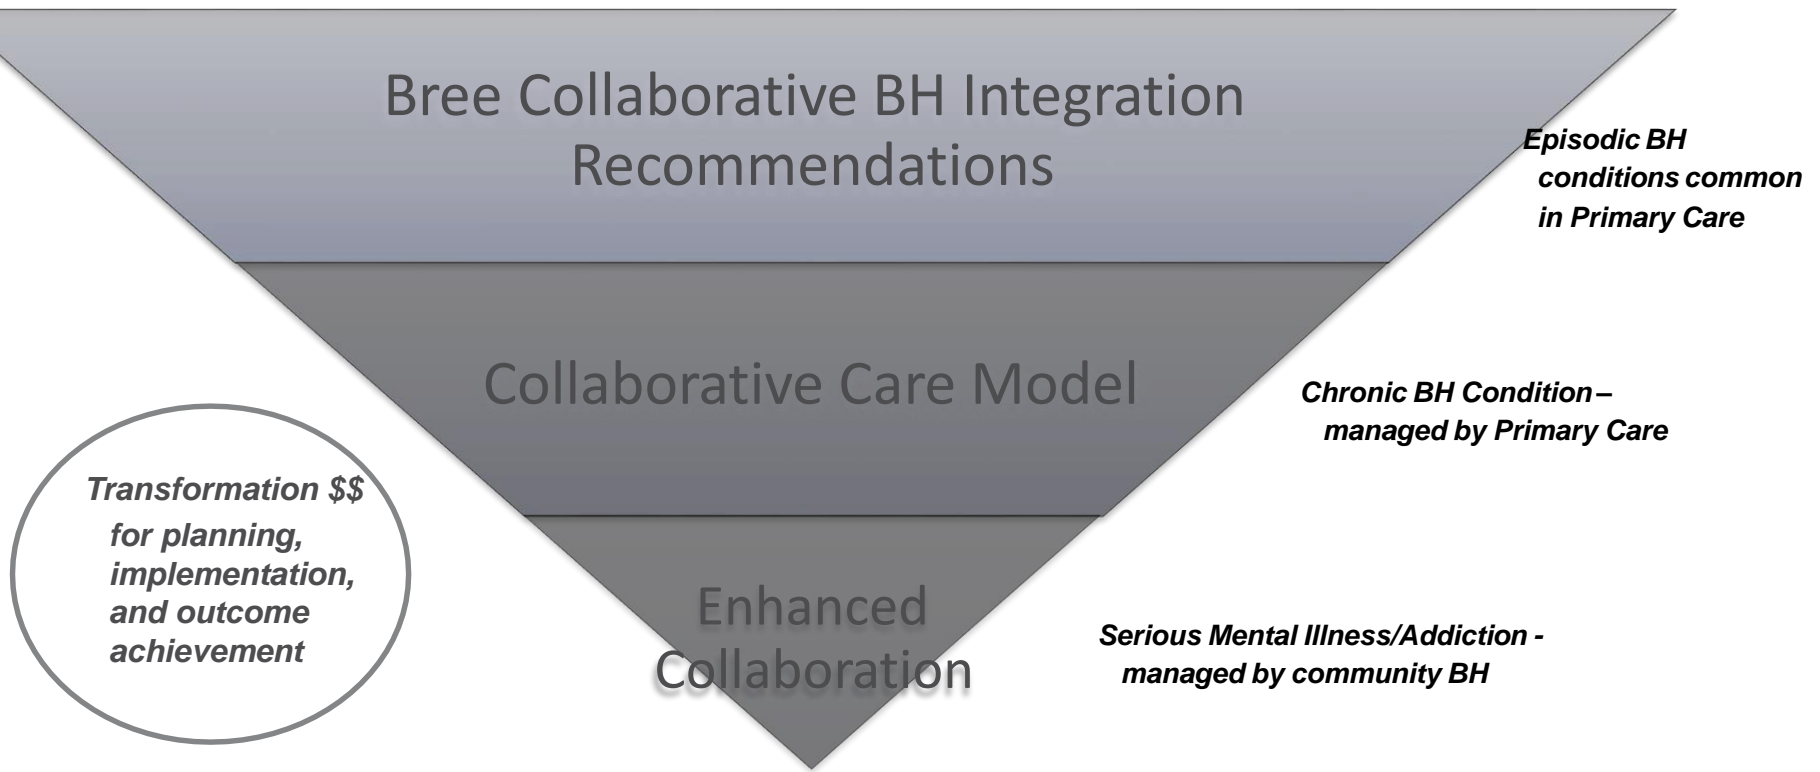 Bree Collaborative BH Integration
Recommendations
Episodic BH
conditions common
in Primary Care
Collaborative Care Model
Chronic BH Condition –
managed by Primary Care
Transformation $$
for planning,
implementation,
and outcome
achievement
Enhanced
Collaboration
Serious Mental Illness/Addiction -
managed by community BH